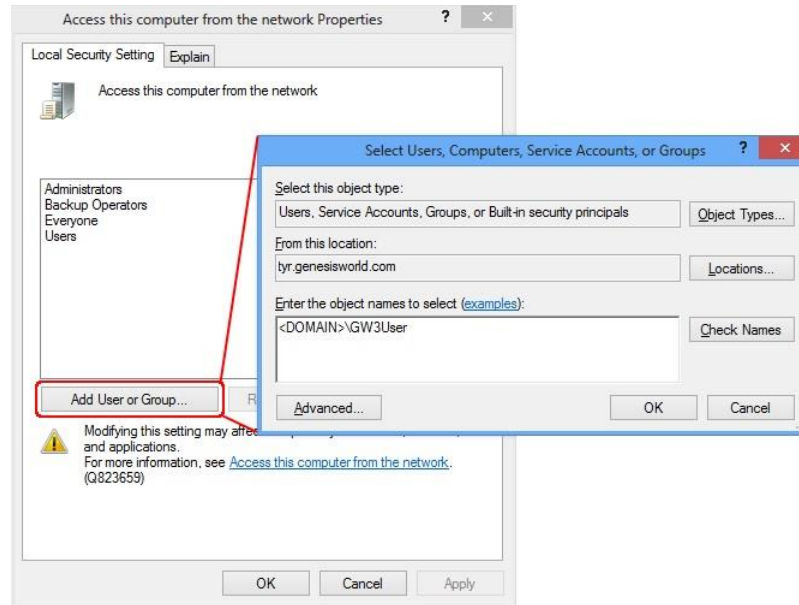 Access this computer from the network Properties
? ×
Local Security Setting
Explain
Access this computer from the network
Administrators
Backup Operators
Everyone
Users
Add User or Group...
Modifying this setting may
and applications.
For more information, see Access this computer from the network.
(Q823659)
OK
Cancel
Apply
Select Users, Computers, Service Accounts, or Groups
? ×
Select this object type:
Users, Service Accounts, Groups, or Built-in security principals
Object Types...
From this location:
tyr.genesisworld.com
Locations...
Enter the object names to select (examples):
<DOMAIN>\GW3User
Check Names
Advanced...
OK
Cancel